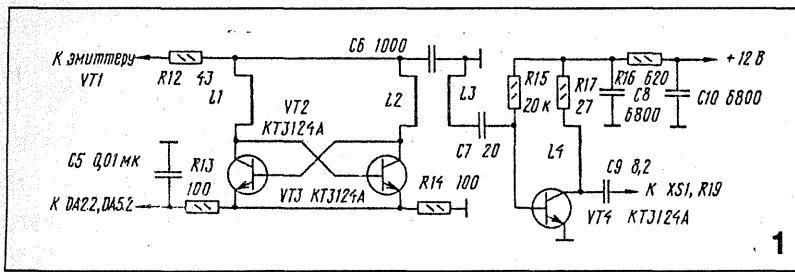 К эмиттеру
VT1
R12 43
C6 1000
R15
20 к
R17
27
R16 620
+12 В
C8
6800
C10 6800
L1
L2
L3
L4
VT2
КТ3124А
C5 0,01 мк
R13
100
VT3 КТ3124А
R14 100
C7 20
C9 8,2
К XS1, R19
VT4 КТ3124А
К DA2.2, DA5.2
1